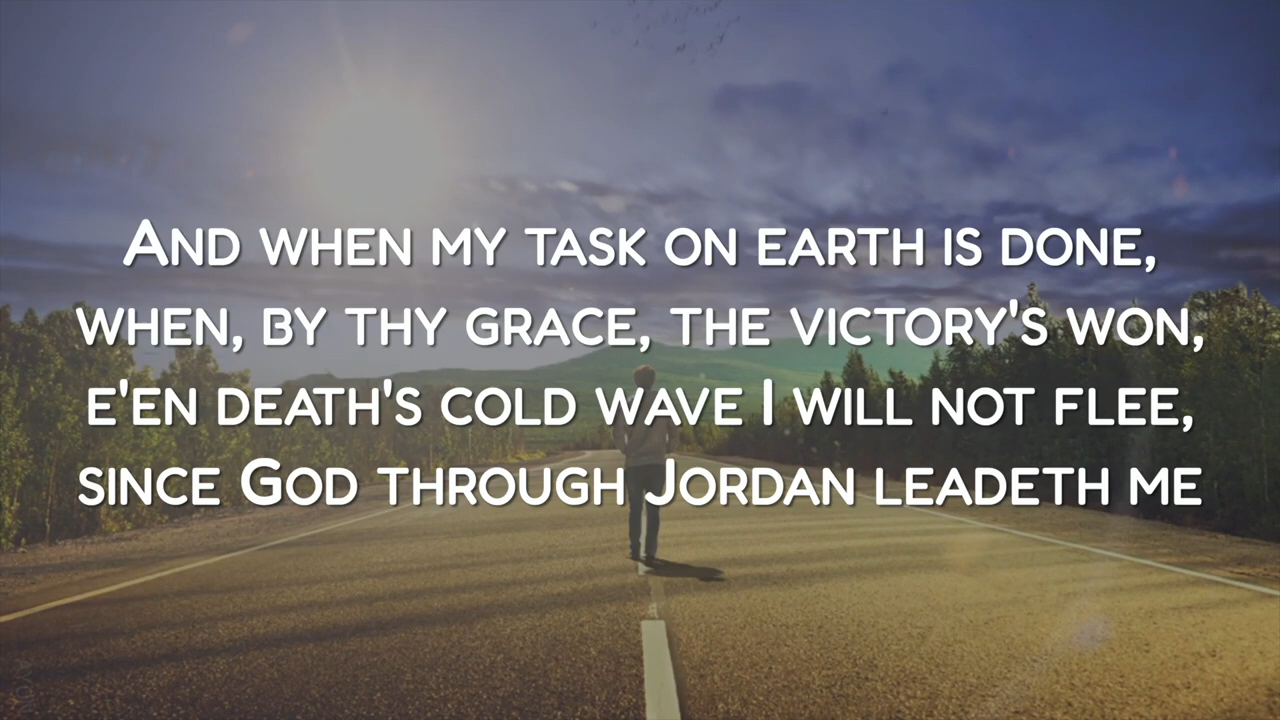 And when my task on earth is done,
when, by Thy grace, the victory's won,
e'en death's cold wave I will not flee,
since God through Jordan leadeth me